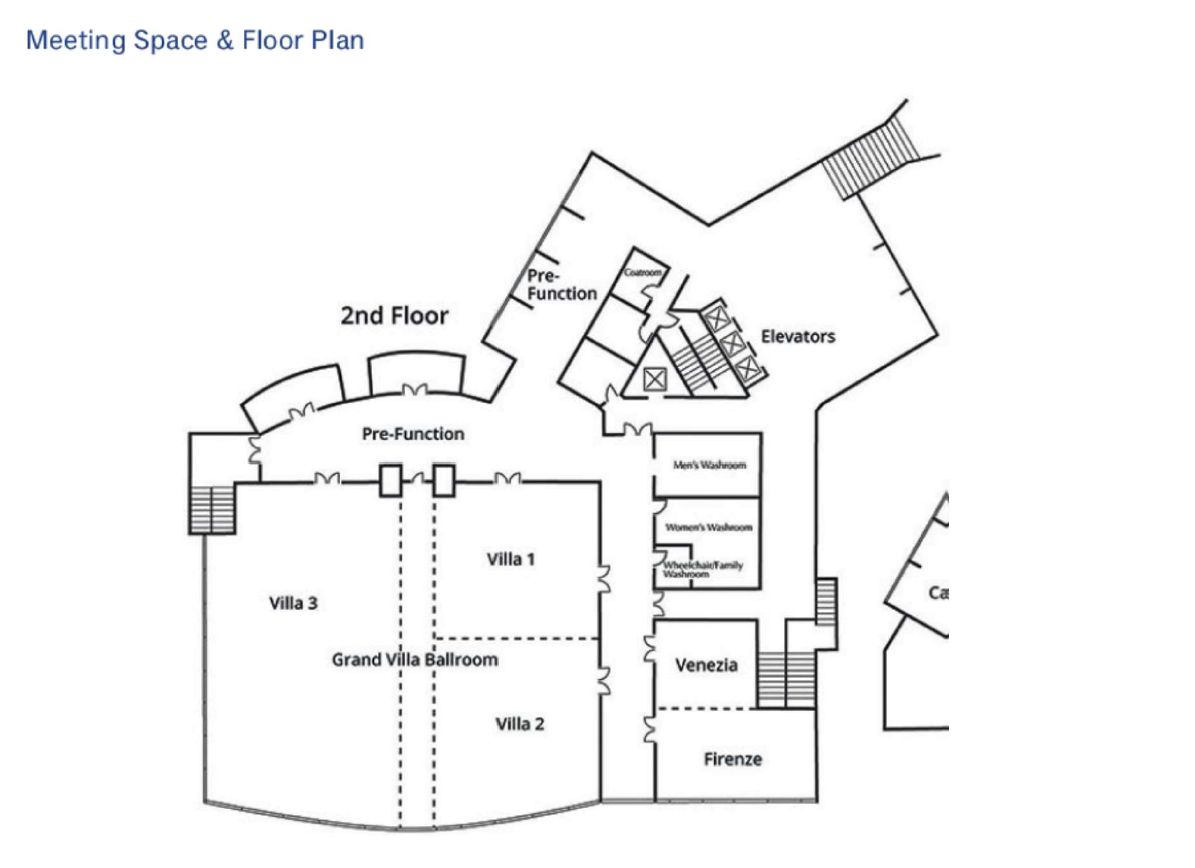 Meeting Space & Floor Plan
Coatroom
Pre-
Function
2nd Floor
Elevators
Pre-Function
Men's Washroom
Women's Washroom
Villa 1
Wheelchair/Family
Washroom
Villa 3
Ca
Grand Villa Ballroom
Venezia
Villa 2
Firenze